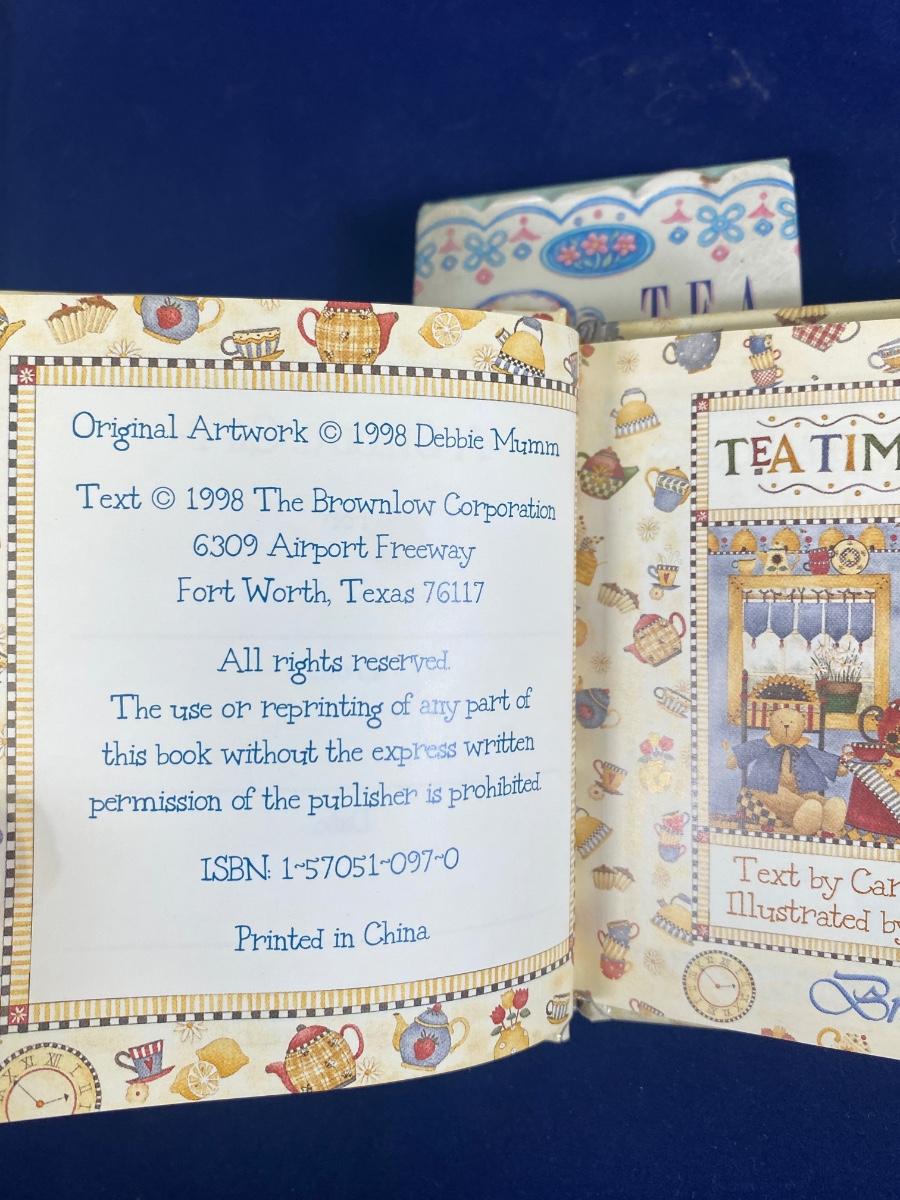 TEA
Original Artwork © 1998 Debbie Mumm
Text © 1998 The Brownlow Corporation
6309 Airport Freeway
Fort Worth, Texas 76117
All rights reserved.
The use or reprinting of any part of
this book without the express written
permission of the publisher is prohibited.
ISBN: 1~57051~097~0
Printed in China
TEA TIM
Text by Car
Illustrated by
Br